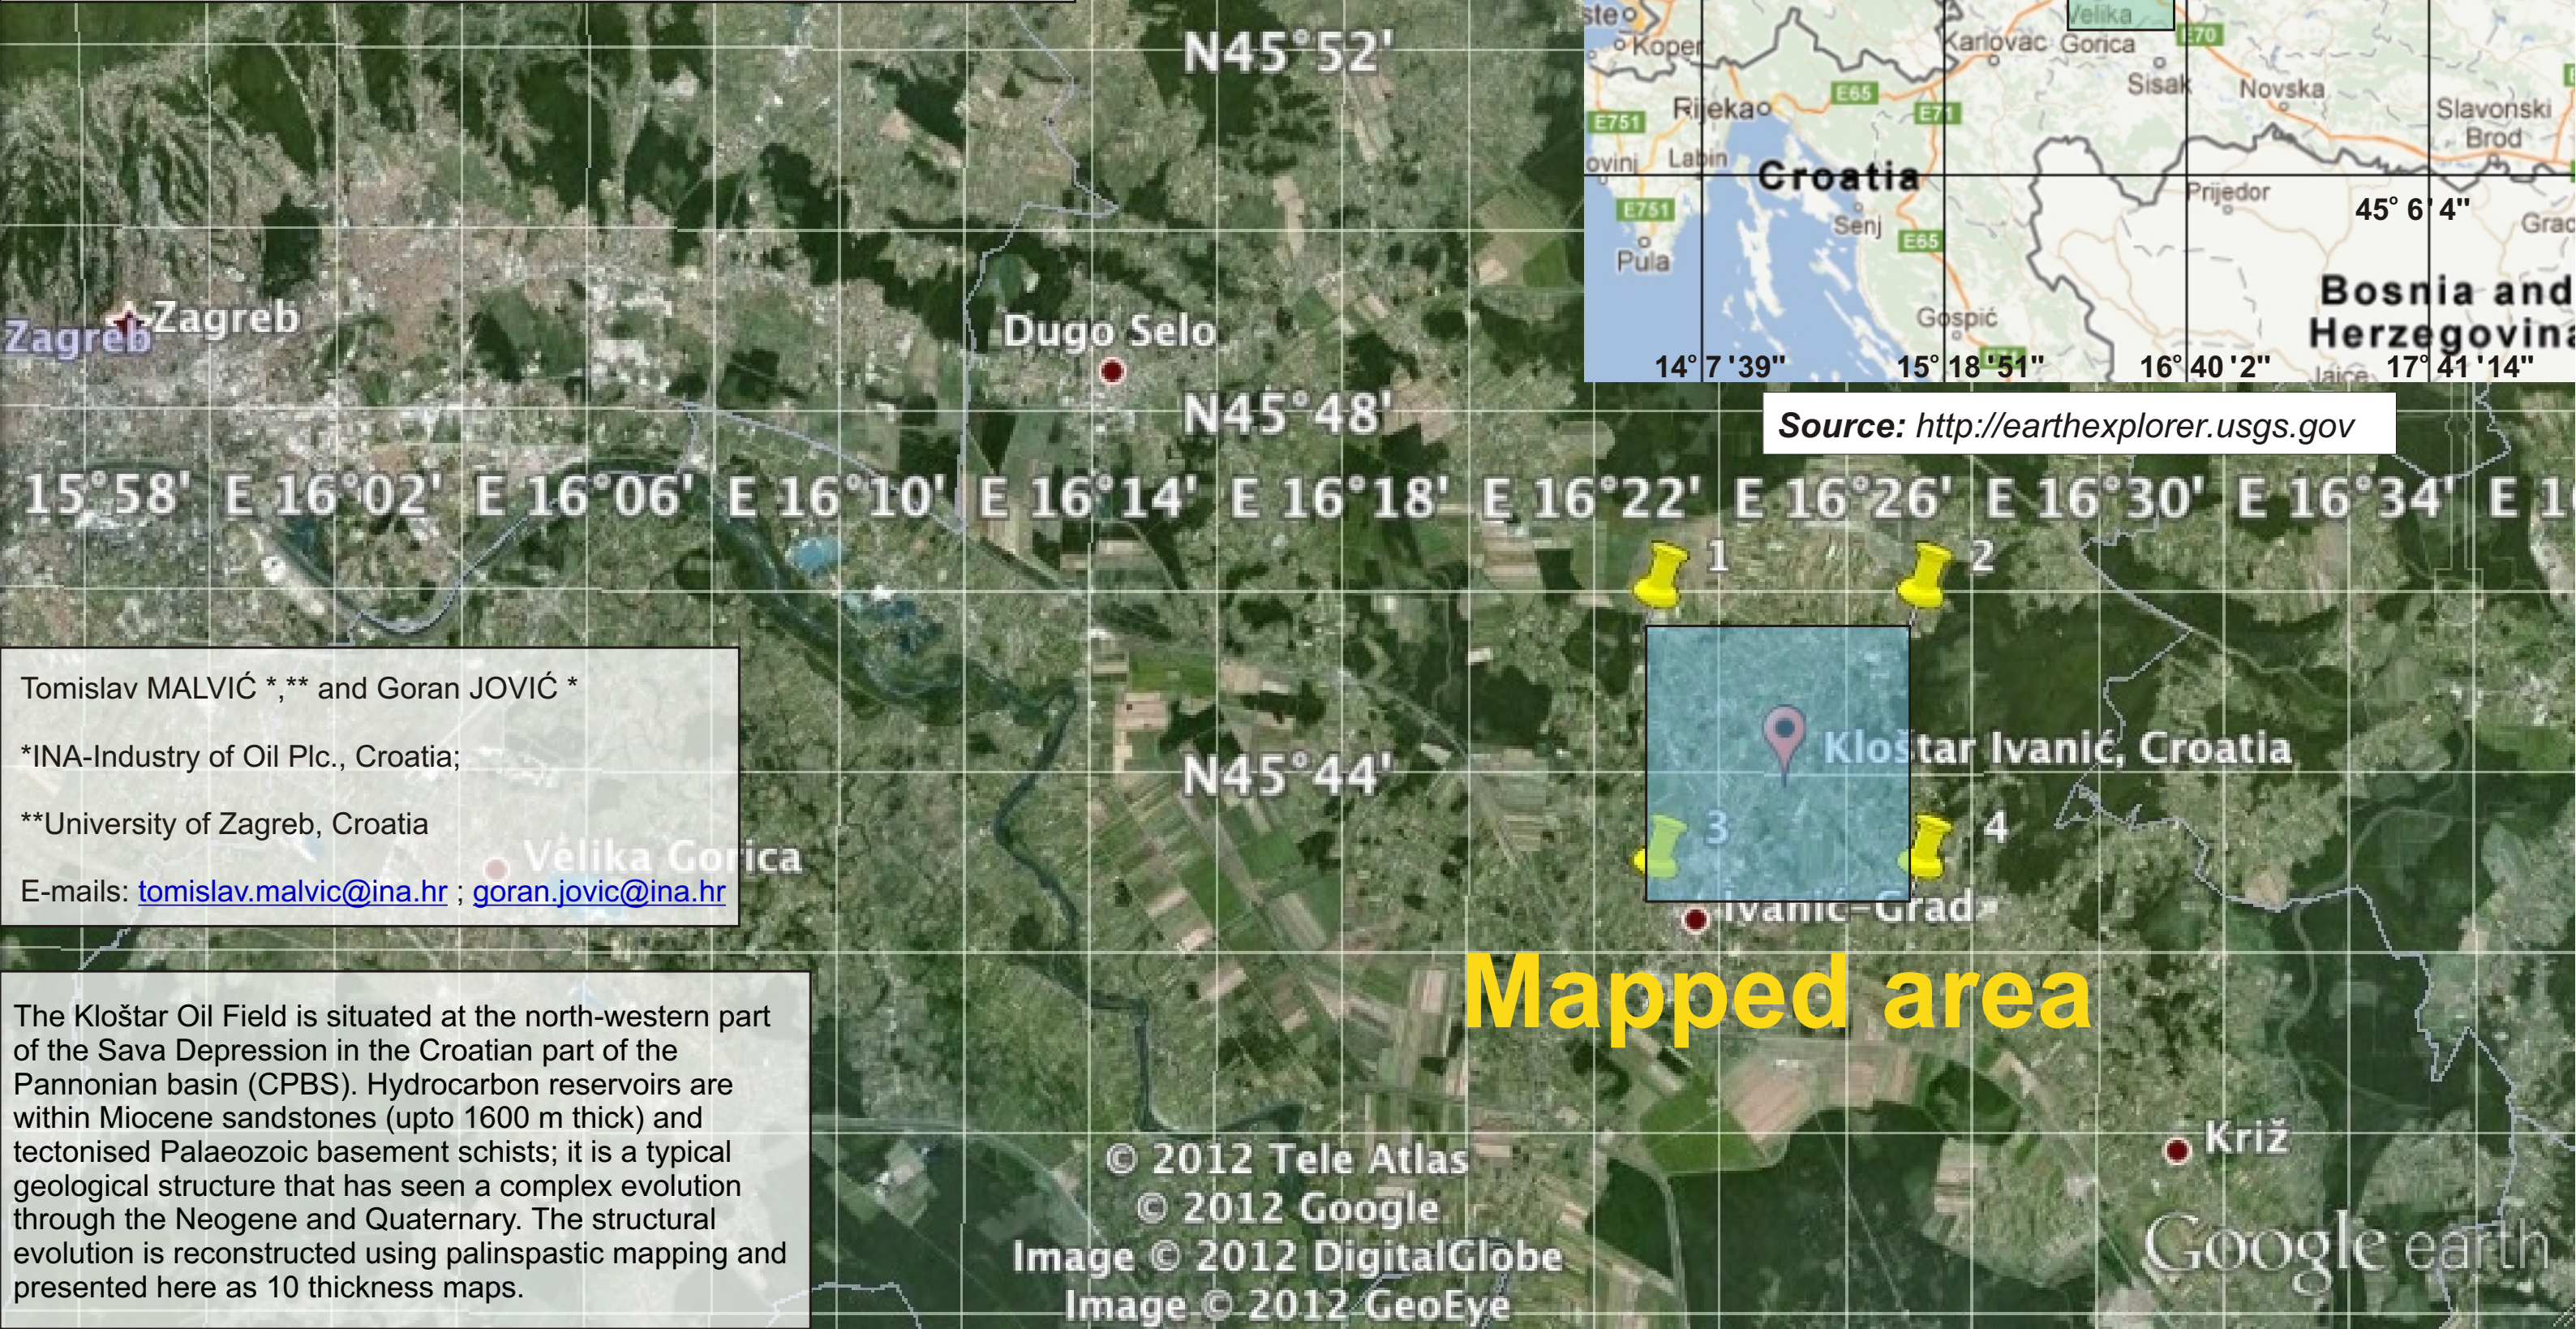 N45°52'
Koper
Karlovac
Velika
Gorica
E70
Sisak
Novska
Slavonski
Brod
Rijeka
E65
E71
E751
Labin
Croatia
Prijedor
45° 6' 4"
E751
Senj
E65
Pula
Bosnia and
Gospić
14° 7 '39"
15° 18 '51"
16° 40 '2"
17° 41 '14"
Source: http://earthexplorer.usgs.gov
Zagreb
Zagreb
Dugo Selo
N45°48'
15°58' E 16°02' E 16°06' E 16°10' E 16°14' E 16°18' E 16°22' E 16°26' E 16°30' E 16°34' E 1
1
2
Tomislav MALVIĆ *,** and Goran JOVIĆ *
*INA-Industry of Oil Plc., Croatia;
**University of Zagreb, Croatia
Velika Gorica
E-mails: tomislav.malvic@ina.hr ; goran.jovic@ina.hr
N45°44'
Kloštar Ivanić, Croatia
3
4
Ivanić-Grad
Mapped area
The Kloštar Oil Field is situated at the north-western part
of the Sava Depression in the Croatian part of the
Pannonian basin (CPBS). Hydrocarbon reservoirs are
within Miocene sandstones (upto 1600 m thick) and
tectonised Palaeozoic basement schists; it is a typical
geological structure that has seen a complex evolution
through the Neogene and Quaternary. The structural
evolution is reconstructed using palinspastic mapping and
presented here as 10 thickness maps.
Križ
© 2012 Tele Atlas
© 2012 Google
Image © 2012 DigitalGlobe
Image © 2012 GeoEye
Google earth